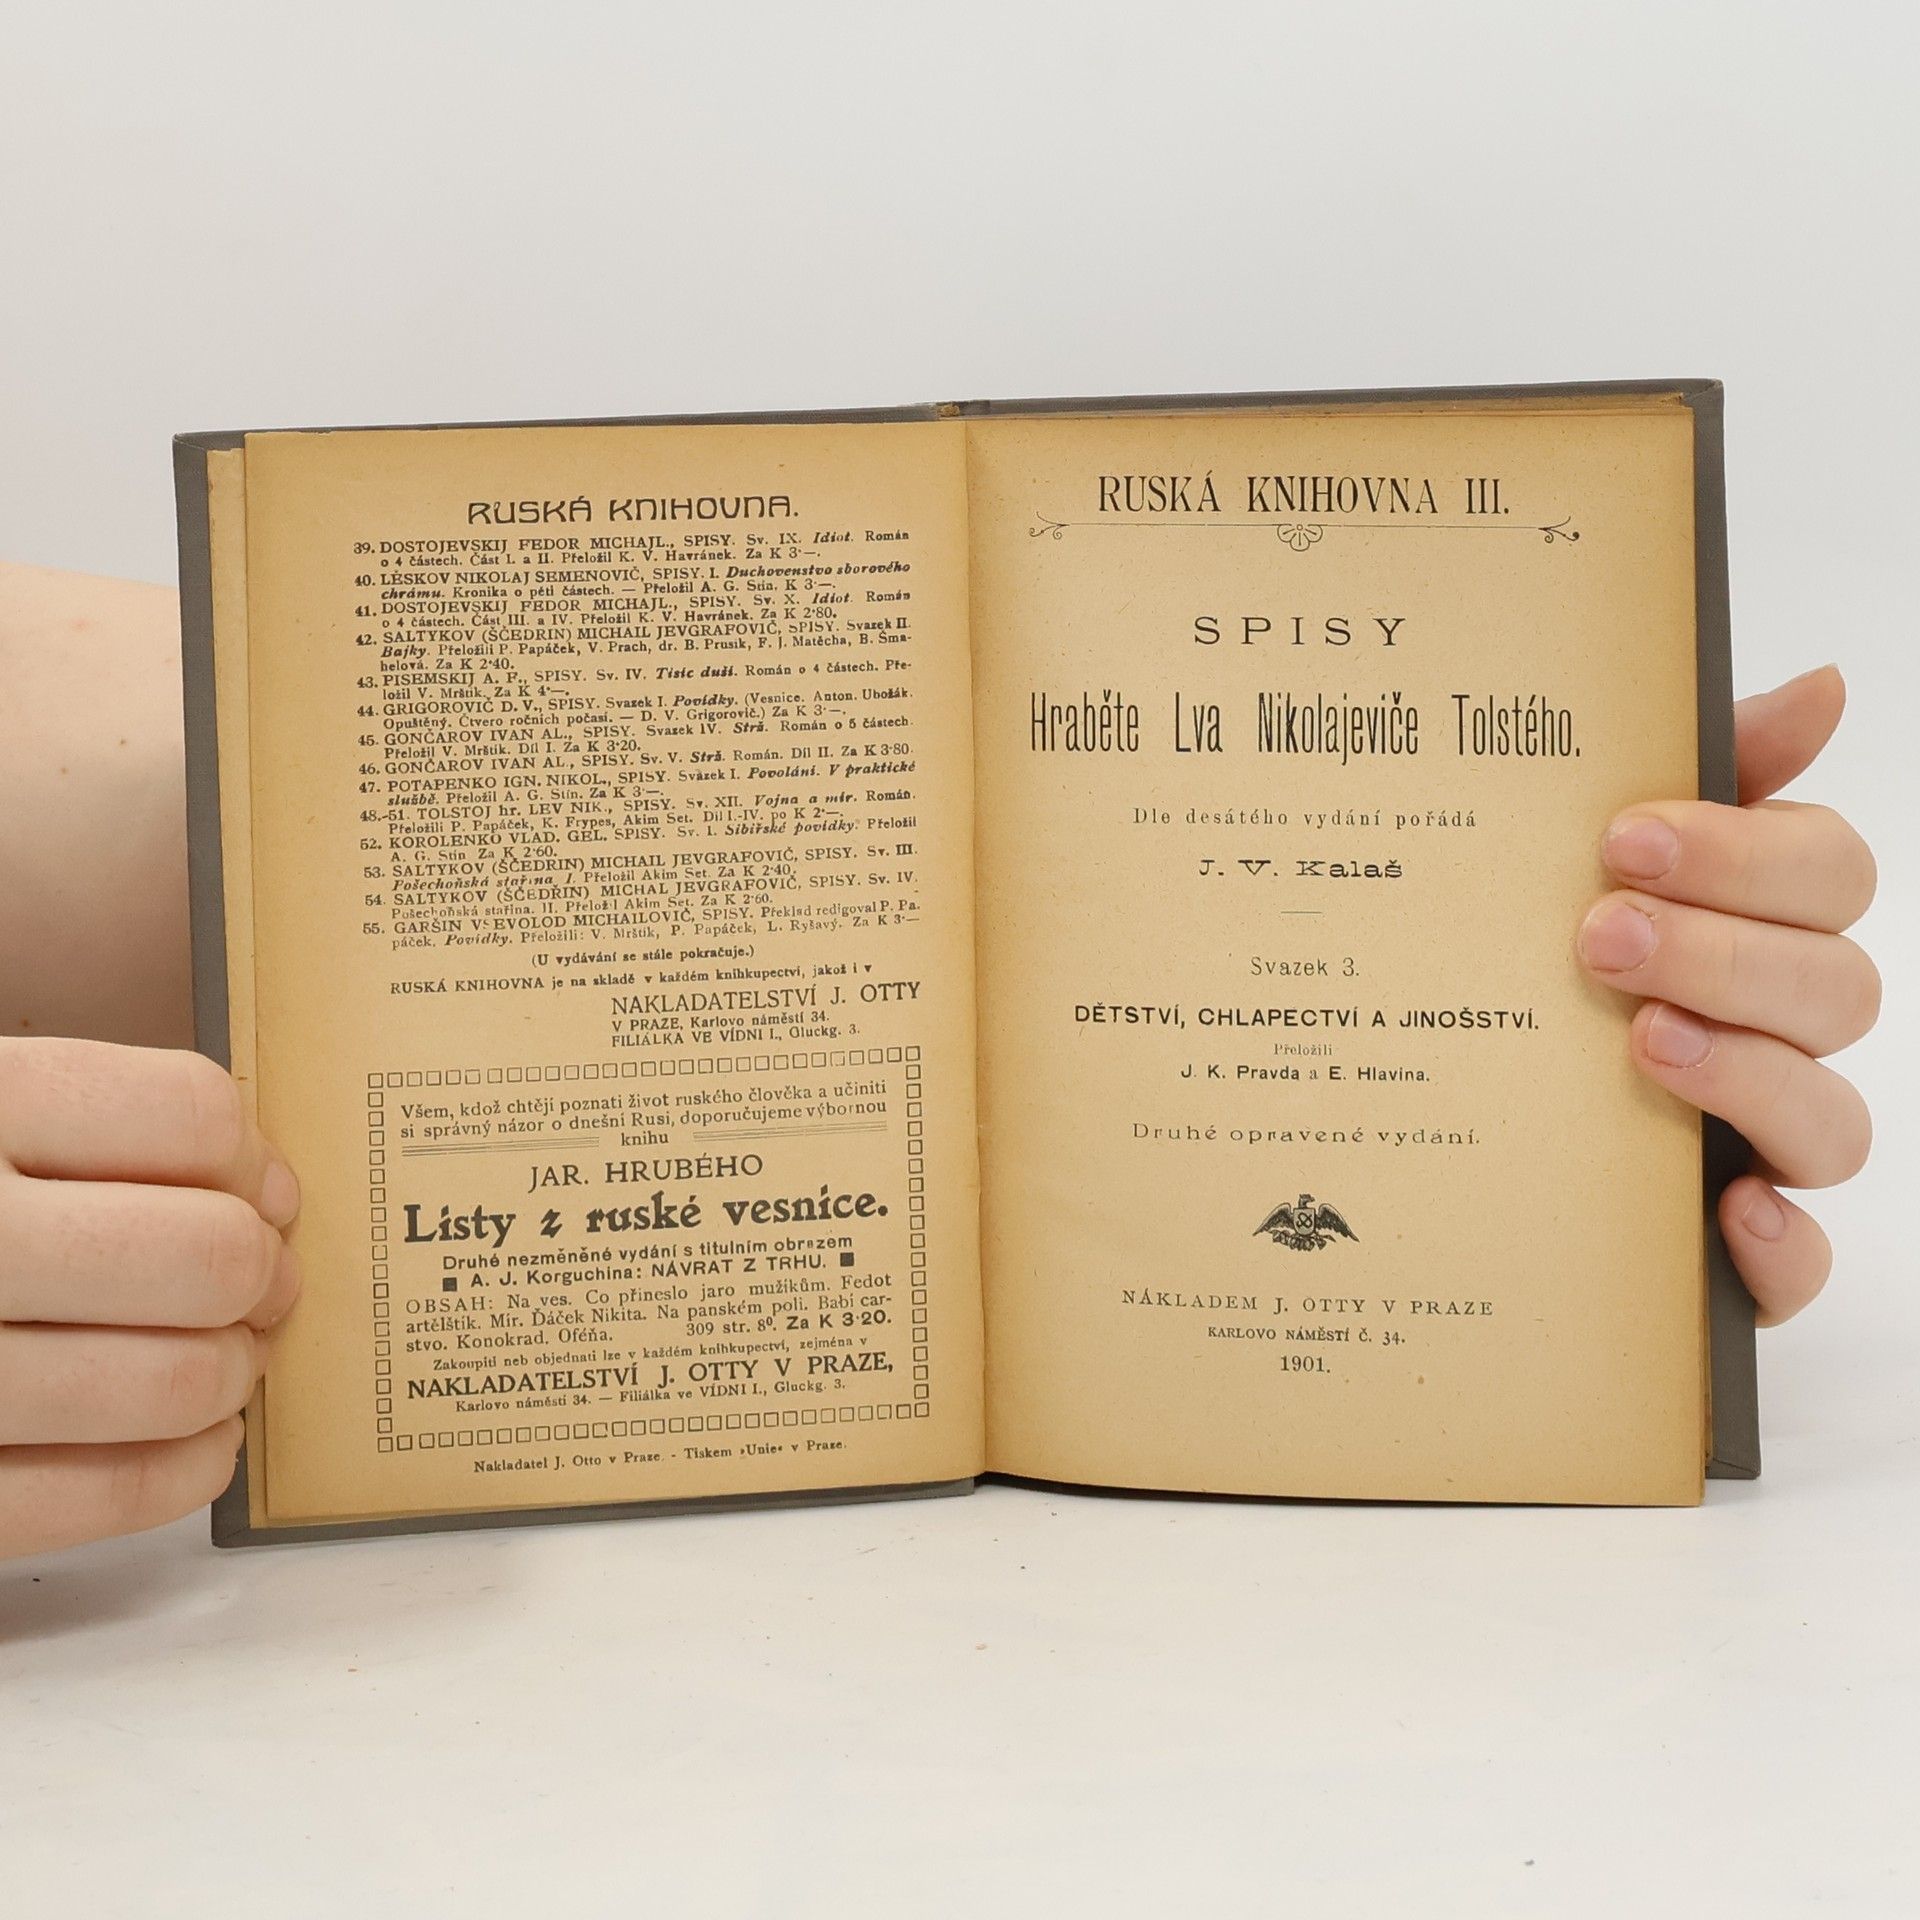 RUSKÁ KNIHOVNA.
39. DOSTOJEVSKIJ FEDOR MICHAJL., SPISY. Sv. IX. Idiot. Román
o 4 částech. Část I. a II. Přeložil K. V. Havránek. Za K 3·—.
40. LĚSKOV NIKOLAJ SEMENOVIČ, SPISY. I. Duchovenstvo sborového
chrámu. Kronika o pěti částech. — Přeložil A. G. Stín. K 3·—.
41. DOSTOJEVSKIJ FEDOR MICHAJL., SPISY. Sv. X. Idiot. Román
o 4 částech. Část III. a IV. Přeložil K. V. Havránek. Za K 2·80.
42. SALTYKOV (ŠČEDRIN) MICHAIL JEVGRAFOVIČ, SPISY. Svazek II.
Bajky. Přeložili P. Papáček, V. Prach, dr. B. Prusík, F. J. Matěcha, B. Šma-
helová. Za K 2·40.
43. PISEMSKIJ A. F., SPISY. Sv. IV. Tisíc duší. Román o 4 částech. Pře-
ložil V. Mrštík. Za K 4·—.
44. GRIGOROVIČ D. V., SPISY. Svazek I. Povídky. (Vesnice. Anton. Ubožák.
Opuštěný. Čtvero ročních počasí. — D. V. Grigorovič.) Za K 3·—.
45. GONČAROV IVAN AL., SPISY. Svazek IV. Strž. Román o 5 částech.
Přeložil V. Mrštík. Díl I. Za K 3·20.
46. GONČAROV IVAN AL., SPISY. Sv. V. Strž. Román. Díl II. Za K 3·80.
47. POTAPENKO IGN. NIKOL., SPISY. Svazek I. Povolání. V praktické
službě. Přeložil A. G. Stín. Za K 3·—.
48.-51. TOLSTOJ hr. LEV NIK., SPISY. Sv. XII. Vojna a mír. Román.
Přeložili P. Papáček, K. Frypes, Akim Set. Díl I.-IV. po K 2·—.
52. KOROLENKO VLAD. GEL. SPISY. Sv. I. Sibiřské povídky. Přeložil
A. G. Stín Za K 2·60.
53. SALTYKOV (ŠČEDRIN) MICHAIL JEVGRAFOVIČ, SPISY. Sv. III.
Pošechoňská stařina. I. Přeložil Akim Set. Za K 2·40.
54. SALTYKOV (ŠČEDRIN) MICHAL JEVGRAFOVIČ, SPISY. Sv. IV.
Pošechoňská stařina. II. Přeložil Akim Set. Za K 2·60.
55. GARŠIN VSEVOLOD MICHAILOVIČ, SPISY. Překlad redigoval P. Pa-
páček. Povídky. Přeložili: V. Mrštík, P. Papáček, L. Ryšavý. Za K 3·—
(U vydávání se stále pokračuje.)
RUSKÁ KNIHOVNA je na skladě v každém knihkupectví, jakož i v
NAKLADATELSTVÍ J. OTTY
V PRAZE, Karlovo náměstí 34.
FILIÁLKA VE VÍDNI I., Gluckg. 3.
Všem, kdož chtějí poznati život ruského člověka a učiniti
si správný názor o dnešní Rusi, doporučujeme výbornou
knihu
JAR. HRUBÉHO
Listy z ruské vesnice.
Druhé nezměněné vydání s titulním obrazem
A. J. Korguchina: NÁVRAT Z TRHU.
OBSAH: Na ves. Co přineslo jaro mužíkům. Fedot
artělštík. Mir. Ďáček Nikita. Na panském poli. Babí car-
stvo. Konokrad. Oféňa. 309 str. 8º. Za K 3·20.
Zakoupiti neb objednati lze v každém knihkupectví, zejména v
NAKLADATELSTVÍ J. OTTY V PRAZE,
Karlovo náměstí 34. — Filiálka ve VÍDNI I., Gluckg. 3.
Nakladatel J. Otto v Praze. - Tiskem »Unie« v Praze.
RUSKÁ KNIHOVNA III.
SPISY
Hraběte Lva Nikolajeviče Tolstého.
Dle desátého vydání pořádá
J. V. Kalaš
Svazek 3.
DĚTSTVÍ, CHLAPECTVÍ A JINOŠSTVÍ.
Přeložili
J. K. Pravda a E. Hlavina.
Druhé opravené vydání.
NÁKLADEM J. OTTY V PRAZE
KARLOVO NÁMĚSTÍ Č. 34.
1901.